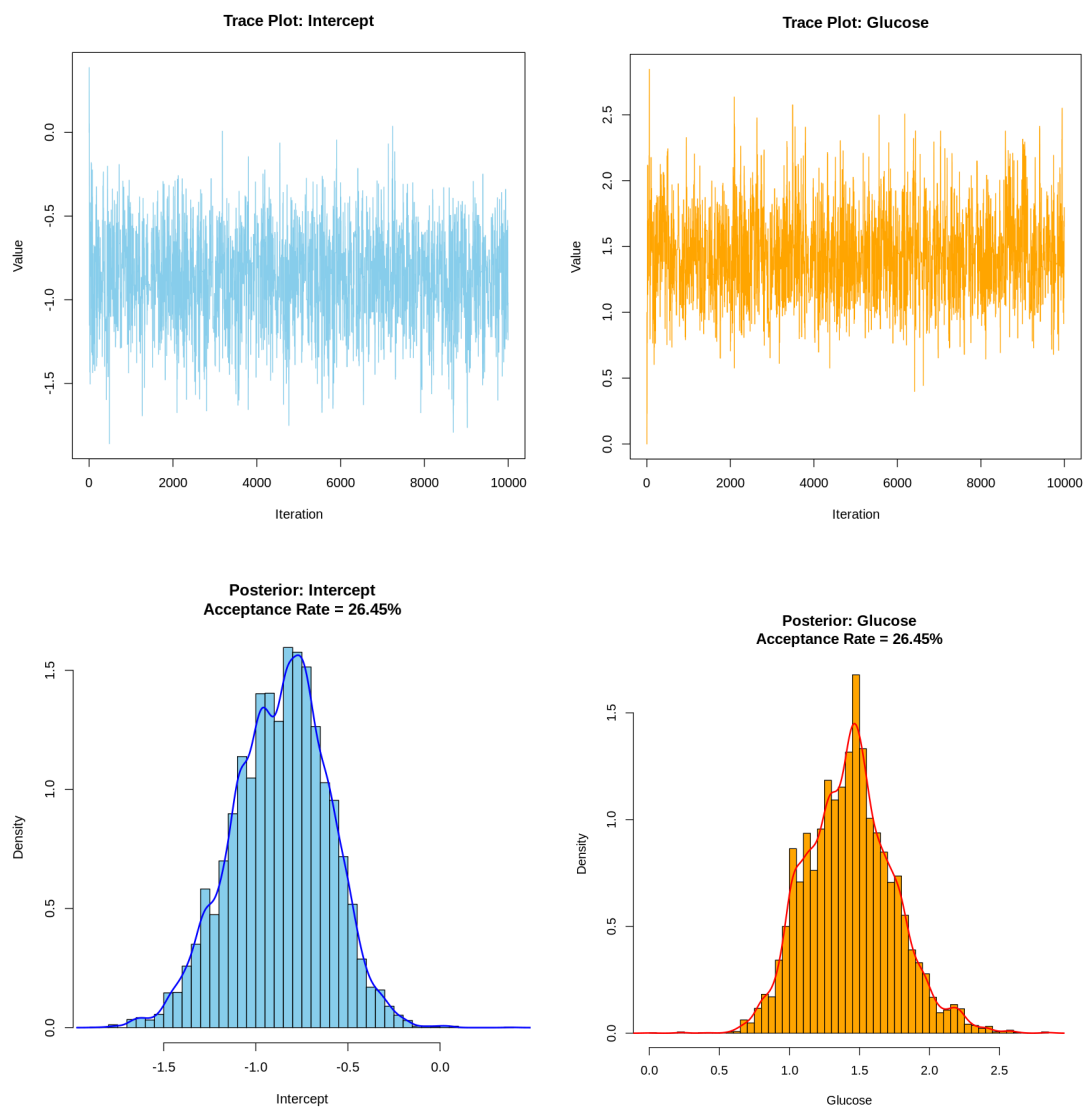 Trace Plot: Intercept
Value
0.0
-0.5
-1.0
-1.5
0 2000 4000 6000 8000 10000
Iteration
Trace Plot: Glucose
Value
2.5
2.0
1.5
1.0
0.5
0.0
0 2000 4000 6000 8000 10000
Iteration
Posterior: Intercept
Acceptance Rate = 26.45%
Density
1.5
1.0
0.5
0.0
-1.5 -1.0 -0.5 0.0
Intercept
Posterior: Glucose
Acceptance Rate = 26.45%
Density
1.5
1.0
0.5
0.0
0.0 0.5 1.0 1.5 2.0 2.5
Glucose